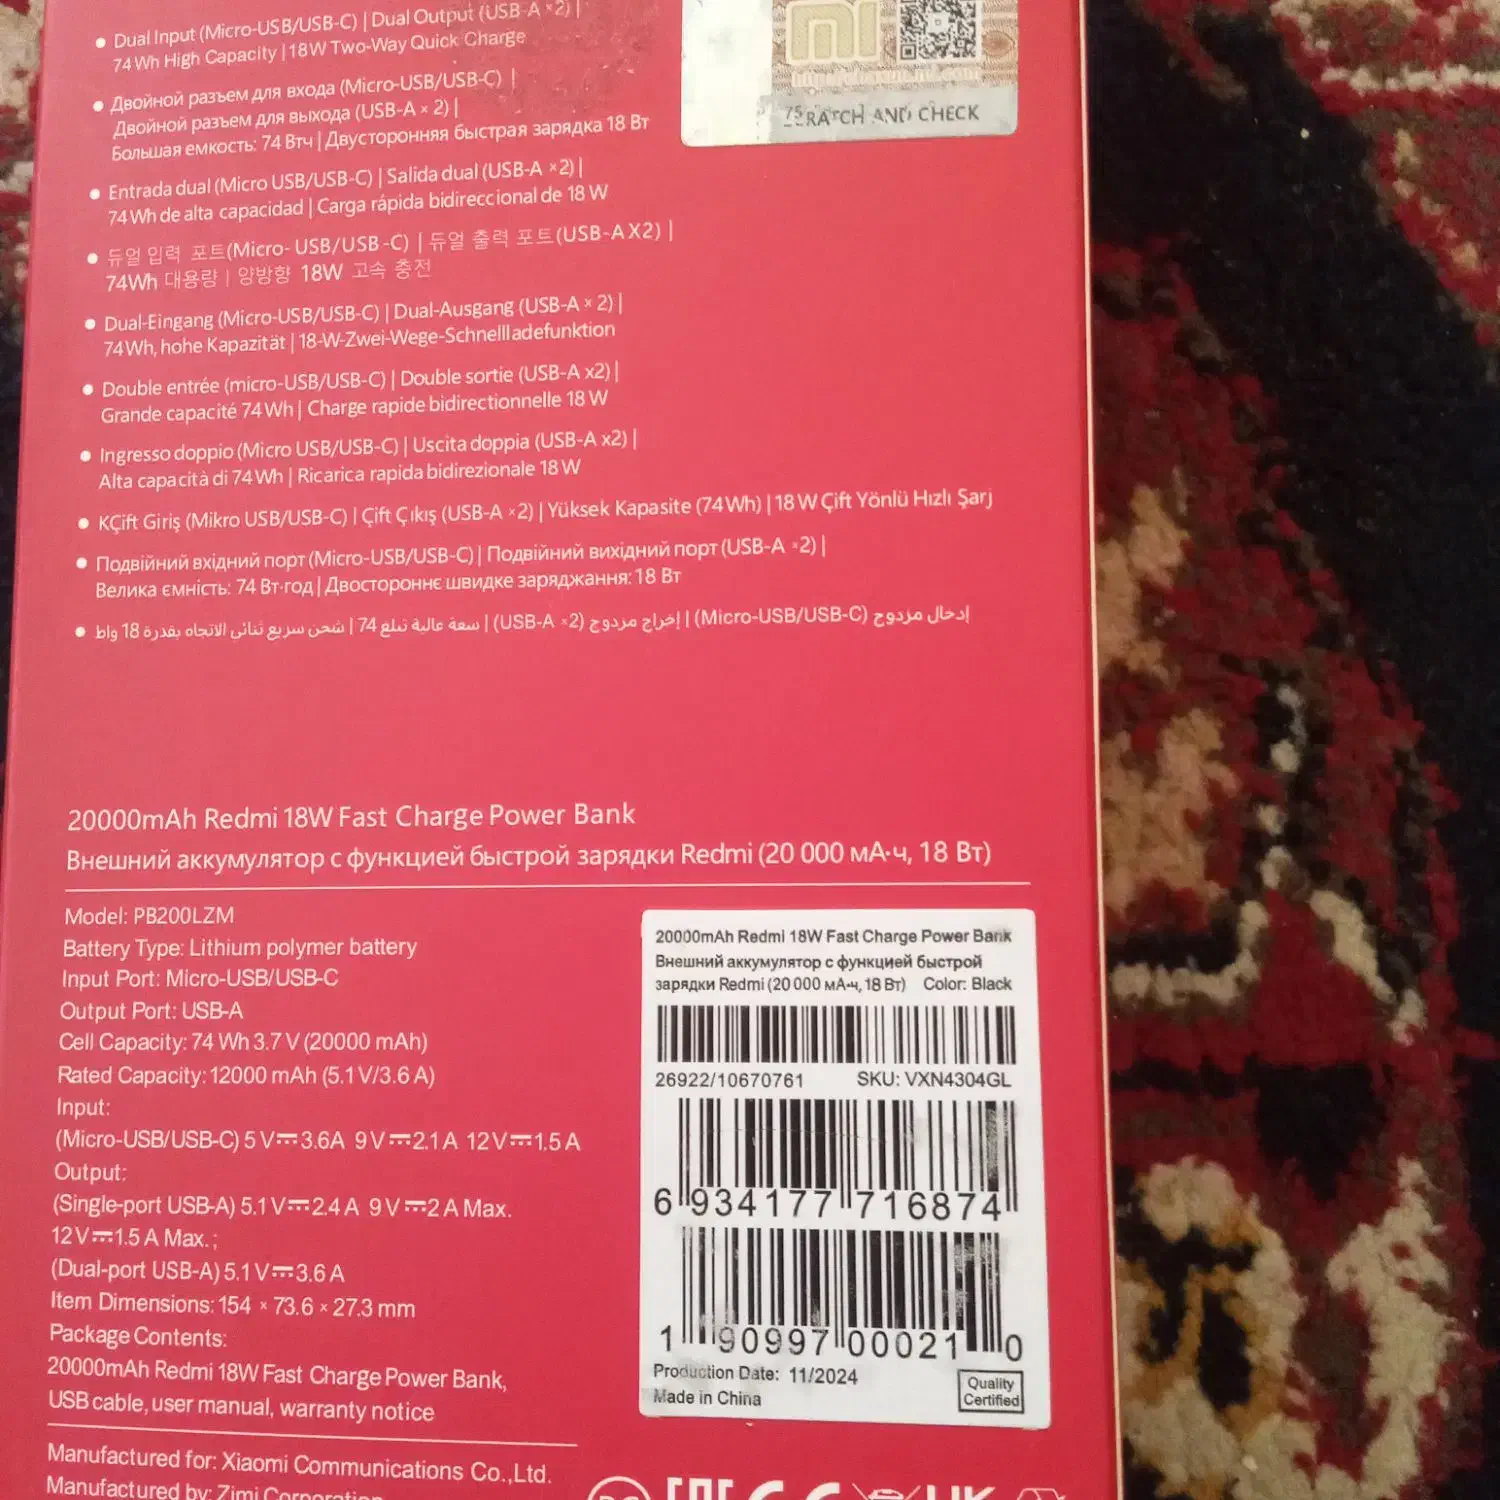 Dual Input (Micro-USB/USB-C) | Dual Output (USB-A ×2) |
74 Wh High Capacity | 18W Two-Way Quick Charge
Двойной разъем для входа (Micro-USB/USB-C) |
Двойной разъем для выхода (USB-A × 2) |
Большая емкость: 74 Втч | Двусторонняя быстрая зарядка 18 Вт
Entrada dual (Micro USB/USB-C) | Salida dual (USB-A ×2) |
74 Wh de alta capacidad | Carga rápida bidireccional de 18 W
듀얼 입력 포트(Micro- USB/USB -C) | 듀얼 출력 포트(USB-A X2) |
74Wh 대용량 | 양방향 18W 고속 충전
Dual-Eingang (Micro-USB/USB-C) | Dual-Ausgang (USB-A × 2) |
74Wh, hohe Kapazität | 18-W-Zwei-Wege-Schnellladefunktion
Double entrée (micro-USB/USB-C) | Double sortie (USB-A x2) |
Grande capacité 74 Wh | Charge rapide bidirectionnelle 18 W
Ingresso doppio (Micro USB/USB-C) | Uscita doppia (USB-A x2) |
Alta capacità di 74 Wh | Ricarica rapida bidirezionale 18 W
KÇift Giriş (Mikro USB/USB-C) | Çift Çıkış (USB-A ×2) | Yüksek Kapasite (74 Wh) | 18 W Çift Yönlü Hızlı Şarj
Подвійний вхідний порт (Micro-USB/USB-C) | Подвійний вихідний порт (USB-A ×2) |
Велика ємність: 74 Вт·год | Двостороннє швидке заряджання: 18 Вт
إدخال مزدوج (Micro-USB/USB-C) | إخراج مزدوج (USB-A ×2) | سعة عالية تبلغ 74 | شحن سريع ثنائي الاتجاه بقدرة 18 واط
mi
RATCH AND CHECK
20000mAh Redmi 18W Fast Charge Power Bank
Внешний аккумулятор с функцией быстрой зарядки Redmi (20 000 мА·ч, 18 Вт)
Model: PB200LZM
Battery Type: Lithium polymer battery
Input Port: Micro-USB/USB-C
Output Port: USB-A
Cell Capacity: 74 Wh 3.7 V (20000 mAh)
Rated Capacity: 12000 mAh (5.1 V/3.6 A)
Input:
(Micro-USB/USB-C) 5 V⎓3.6A 9 V⎓2.1 A 12 V⎓1.5 A
Output:
(Single-port USB-A) 5.1 V⎓2.4 A 9 V⎓2 A Max.
12 V⎓1.5 A Max. ;
(Dual-port USB-A) 5.1 V⎓3.6 A
Item Dimensions: 154 × 73.6 × 27.3 mm
Package Contents:
20000mAh Redmi 18W Fast Charge Power Bank,
USB cable, user manual, warranty notice
Manufactured for: Xiaomi Communications Co.,Ltd.
Manufactured by: Zimi Corporation
20000mAh Redmi 18W Fast Charge Power Bank
Внешний аккумулятор с функцией быстрой
зарядки Redmi (20 000 мА·ч, 18 Вт) Color: Black
26922/10670761 SKU: VXN4304GL
6 934177 716874
1 90997 00021 0
Production Date: 11/2024
Made in China
Quality
Certified